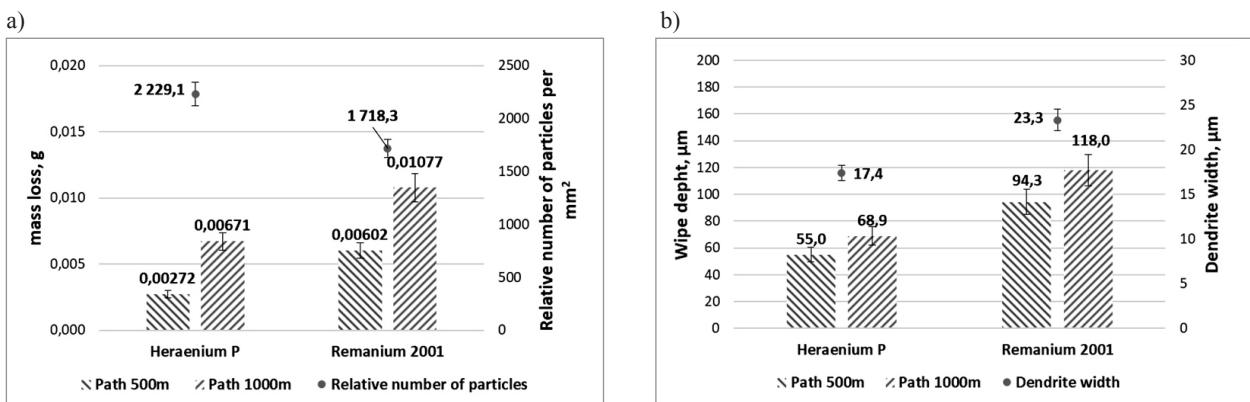 a)
mass loss, g
0,020
0,015
0,010
0,005
0,000
2 229,1
1 718,3
0,00272
0,00671
0,00602
0,01077
2500
2000
1500
1000
500
0
Relative number of particles per
mm²
Heraenium P
Remanium 2001
Path 500m
Path 1000m
Relative number of particles
b)
Wipe depht, µm
200
180
160
140
120
100
80
60
40
20
0
17,4
23,3
55,0
68,9
94,3
118,0
30
25
20
15
10
5
0
Dendrite width, µm
Heraenium P
Remanium 2001
Path 500m
Path 1000m
Dendrite width